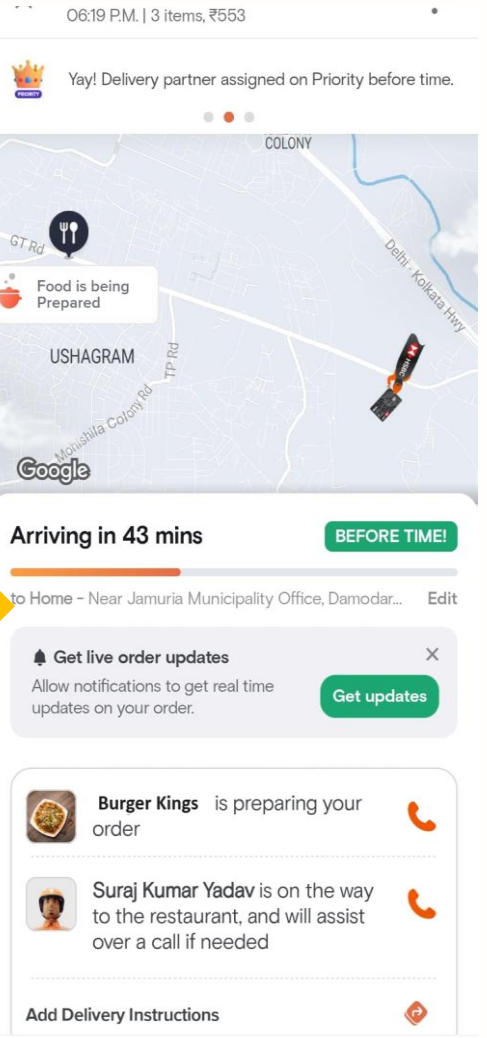 06:19 P.M. | 3 items, ₹553
Yay! Delivery partner assigned on Priority before time.
PRIORITY
COLONY
GT Rd
Delhi - Kolkata Hwy
Food is being
Prepared
USHAGRAM
TP Rd
HSBC
Mohishila Colony Rd
Google
Arriving in 43 mins
BEFORE TIME!
to Home - Near Jamuria Municipality Office, Damodar...
Edit
Get live order updates
Allow notifications to get real time
updates on your order.
Get updates
Burger Kings is preparing your
order
Suraj Kumar Yadav is on the way
to the restaurant, and will assist
over a call if needed
Add Delivery Instructions